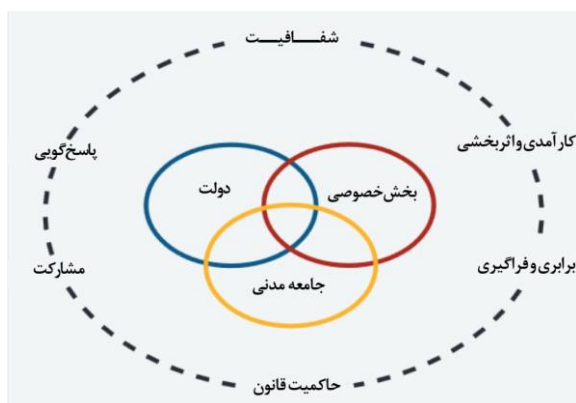 شفـــافیـــت
کارآمدی و اثربخشی
پاسخ‌گویی
بخش خصوصی
دولت
برابری و فراگیری
مشارکت
جامعه مدنی
حاکمیت قانون